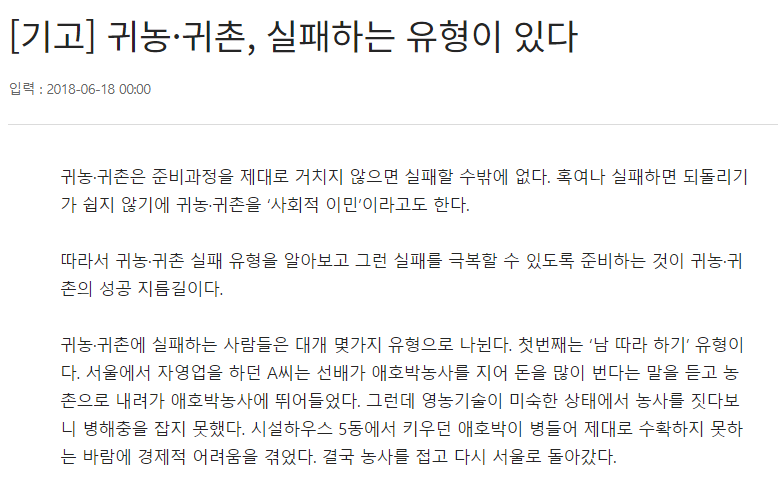 [기고] 귀농·귀촌, 실패하는 유형이 있다
입력 : 2018-06-18 00:00
귀농·귀촌은 준비과정을 제대로 거치지 않으면 실패할 수밖에 없다. 혹여나 실패하면 되돌리기
가 쉽지 않기에 귀농·귀촌을 ‘사회적 이민’이라고도 한다.
따라서 귀농·귀촌 실패 유형을 알아보고 그런 실패를 극복할 수 있도록 준비하는 것이 귀농·귀
촌의 성공 지름길이다.
귀농·귀촌에 실패하는 사람들은 대개 몇가지 유형으로 나뉜다. 첫번째는 ‘남 따라 하기’ 유형이
다. 서울에서 자영업을 하던 A씨는 선배가 애호박농사를 지어 돈을 많이 번다는 말을 듣고 농
촌으로 내려가 애호박농사에 뛰어들었다. 그런데 영농기술이 미숙한 상태에서 농사를 짓다보
니 병해충을 잡지 못했다. 시설하우스 5동에서 키우던 애호박이 병들어 제대로 수확하지 못하
는 바람에 경제적 어려움을 겪었다. 결국 농사를 접고 다시 서울로 돌아갔다.